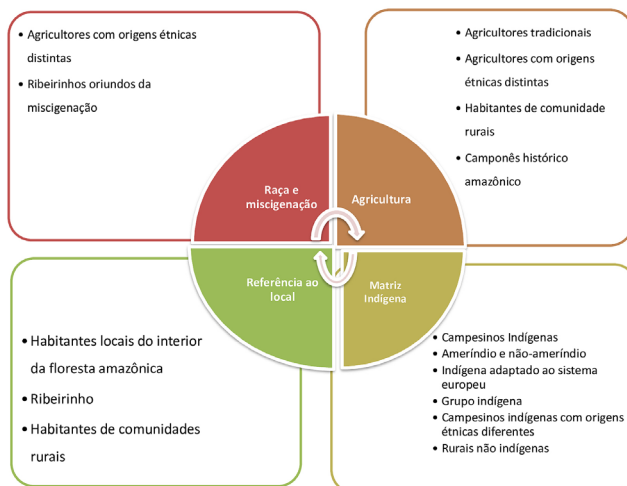 • Agricultores com origens étnicas
distintas
• Ribeirinhos oriundos da
miscigenação
• Agricultores tradicionais
• Agricultores com origens
étnicas distintas
• Habitantes de comunidade
rurais
• Camponês histórico
amazônico
Raça e
miscigenação
Agricultura
Referência ao
local
Matriz
Indígena
• Habitantes locais do interior
da floresta amazônica
• Ribeirinho
• Habitantes de comunidades
rurais
• Campesinos Indígenas
• Ameríndio e não-ameríndio
• Indígena adaptado ao sistema
europeu
• Grupo indígena
• Campesinos indígenas com origens
étnicas diferentes
• Rurais não indígenas